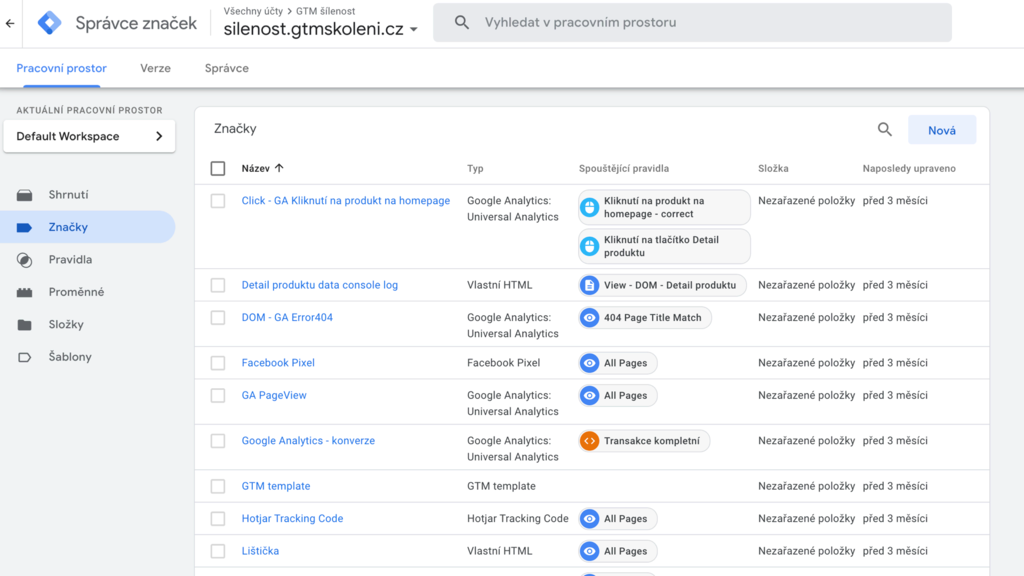 Správce značek
Všechny účty > GTM šílenost
silenost.gtmskoleni.cz
Vyhledat v pracovním prostoru
Pracovní prostor
Verze
Správce
AKTUÁLNÍ PRACOVNÍ PROSTOR
Default Workspace
Shrnutí
Značky
Pravidla
Proměnné
Složky
Šablony
Značky
Nová
Název
Typ
Spouštějící pravidla
Složka
Naposledy upraveno
Click - GA Kliknutí na produkt na homepage
Google Analytics:
Universal Analytics
Kliknutí na produkt na
homepage - correct
Kliknutí na tlačítko Detail
produktu
Nezařazené položky
před 3 měsíci
Detail produktu data console log
Vlastní HTML
View - DOM - Detail produktu
Nezařazené položky
před 3 měsíci
DOM - GA Error404
Google Analytics:
Universal Analytics
404 Page Title Match
Nezařazené položky
před 3 měsíci
Facebook Pixel
Facebook Pixel
All Pages
Nezařazené položky
před 3 měsíci
GA PageView
Google Analytics:
Universal Analytics
All Pages
Nezařazené položky
před 3 měsíci
Google Analytics - konverze
Google Analytics:
Universal Analytics
Transakce kompletní
Nezařazené položky
před 3 měsíci
GTM template
GTM template
Nezařazené položky
před 3 měsíci
Hotjar Tracking Code
Hotjar Tracking Code
All Pages
Nezařazené položky
před 3 měsíci
Lištička
Vlastní HTML
All Pages
Nezařazené položky
před 3 měsíci